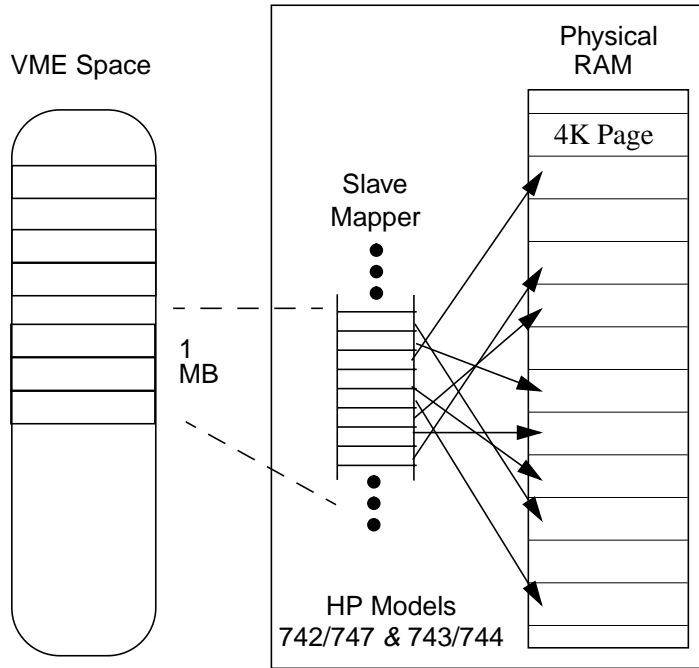 VME Space
Physical
RAM
4K Page
Slave
Mapper
1
MB
HP Models
742/747 & 743/744